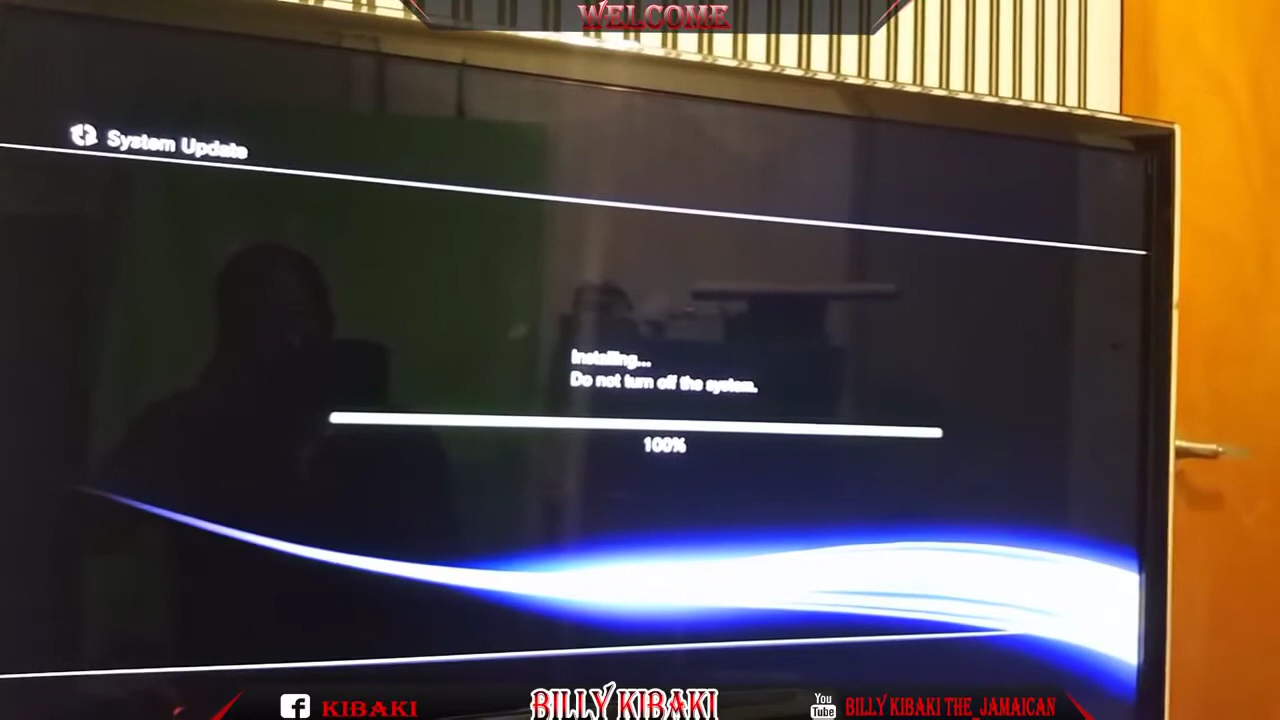 WELCOME
System Update
Installing...
Do not turn off the system.
100%
KIBAKI
BILLY KIBAKI
You
Tube
BILLY KIBAKI THE_JAMAICAN